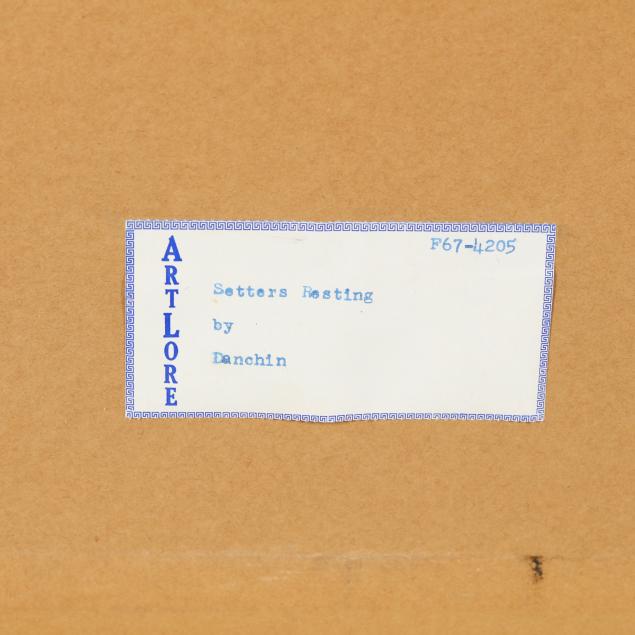 ARTLORE
F67-4205
Setters Resting
by
Danchin